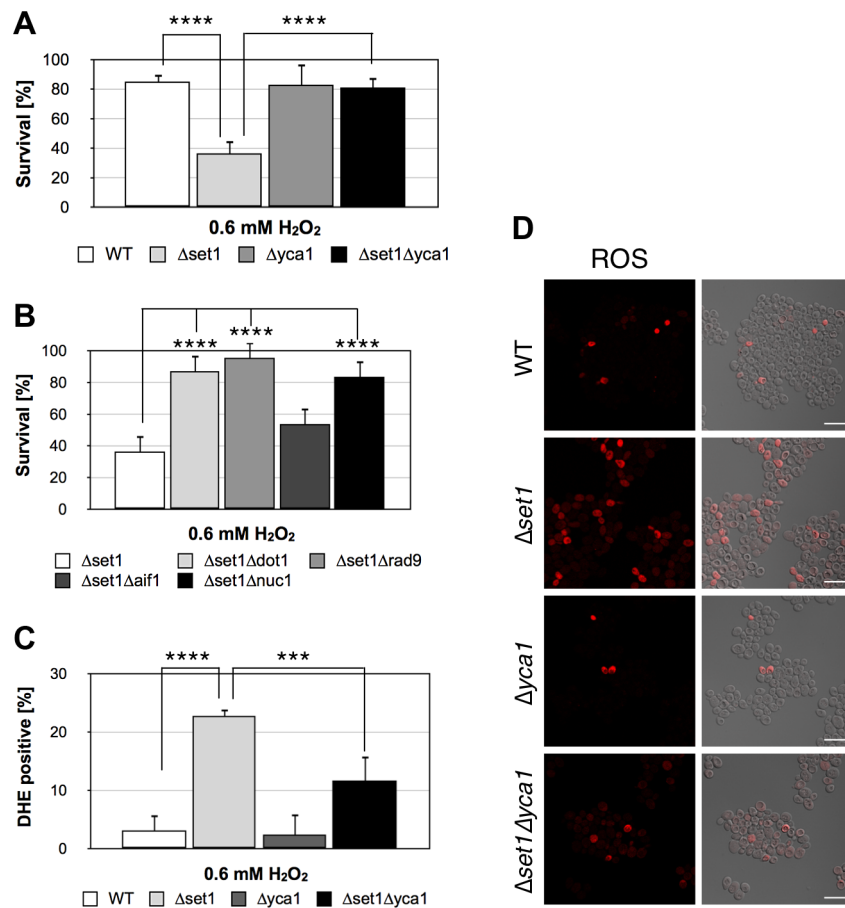 A
**** ****
Survival [%]
100
80
60
40
20
0
0.6 mM H₂O₂
WT Δset1 Δyca1 Δset1Δyca1
B
**** **** ****
Survival [%]
100
80
60
40
20
0
0.6 mM H₂O₂
Δset1 Δset1Δdot1 Δset1Δrad9
Δset1Δaif1 Δset1Δnuc1
C
**** ***
DHE positive [%]
30
20
10
0
0.6 mM H₂O₂
WT Δset1 Δyca1 Δset1Δyca1
D
ROS
WT
Δset1
Δyca1
Δset1Δyca1